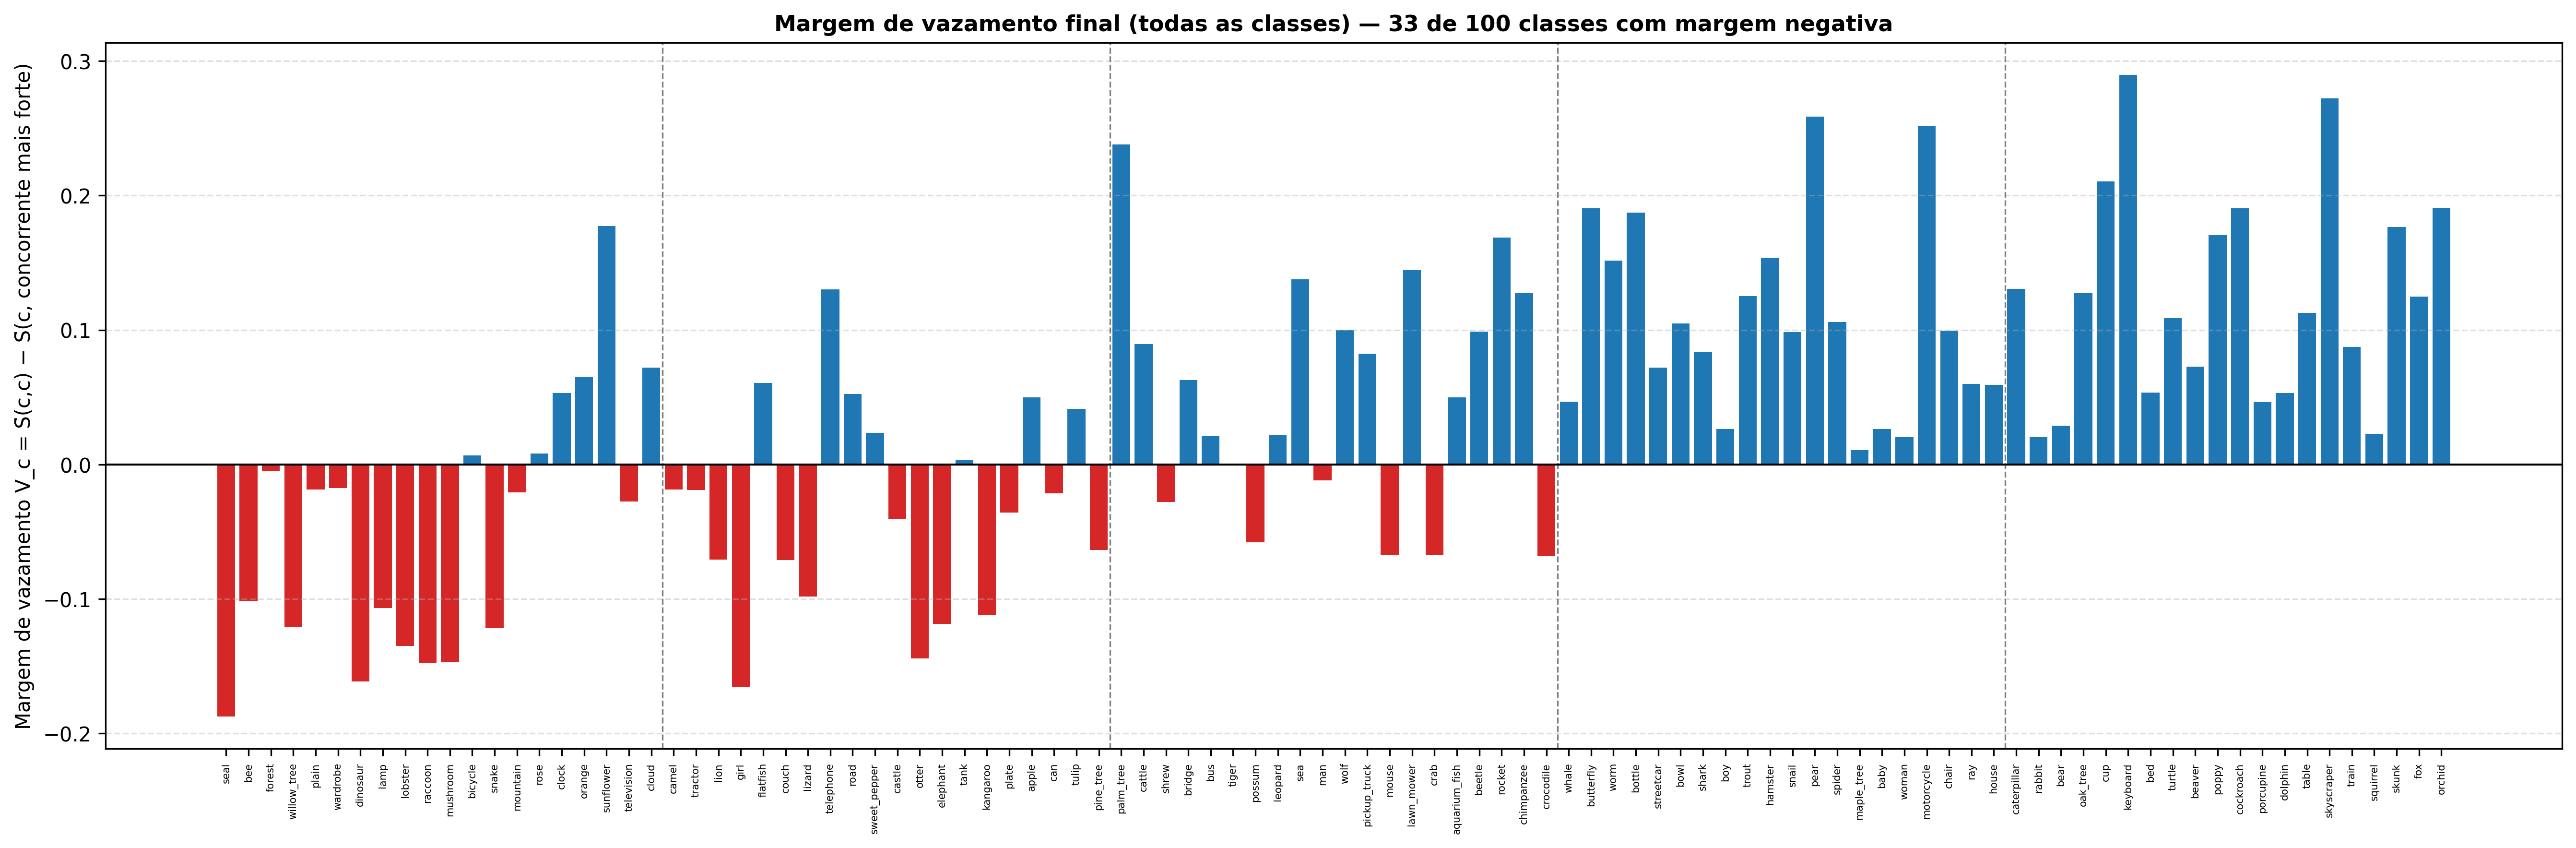 Margem de vazamento final (todas as classes) — 33 de 100 classes com margem negativa
Margem de vazamento V_c = S(c,c) − S(c, concorrente mais forte)
0.3
0.2
0.1
0.0
−0.1
−0.2
seal
bee
forest
willow_tree
plain
wardrobe
dinosaur
lamp
lobster
raccoon
mushroom
bicycle
snake
mountain
rose
clock
orange
sunflower
television
cloud
camel
tractor
lion
girl
flatfish
couch
lizard
telephone
road
sweet_pepper
castle
otter
elephant
tank
kangaroo
plate
apple
can
tulip
pine_tree
palm_tree
cattle
shrew
bridge
bus
tiger
possum
leopard
sea
man
wolf
pickup_truck
mouse
lawn_mower
crab
aquarium_fish
beetle
rocket
chimpanzee
crocodile
whale
butterfly
worm
bottle
streetcar
bowl
shark
boy
trout
hamster
snail
pear
spider
maple_tree
baby
woman
motorcycle
chair
ray
house
caterpillar
rabbit
bear
oak_tree
cup
keyboard
bed
turtle
beaver
poppy
cockroach
porcupine
dolphin
table
skyscraper
train
squirrel
skunk
fox
orchid